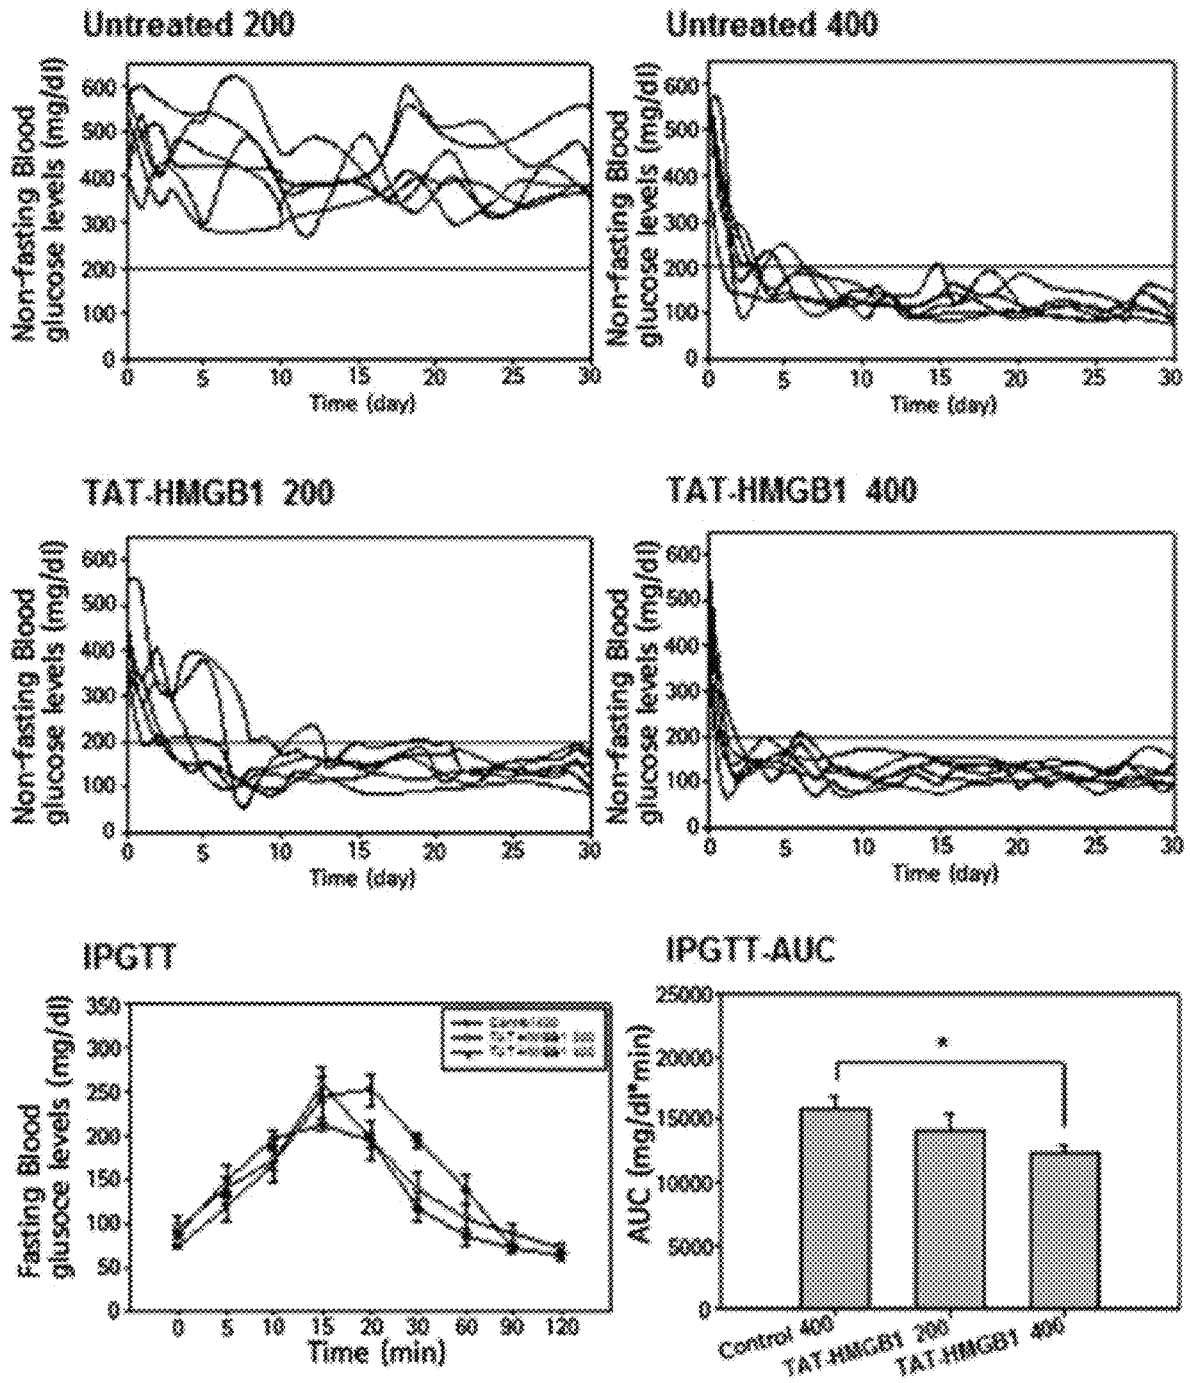 Untreated 200
Non-fasting Blood
glucose levels (mg/dl)
600
500
400
300
200
100
0
0 5 10 15 20 25 30
Time (day)
Untreated 400
Non-fasting Blood
glucose levels (mg/dl)
600
500
400
300
200
100
0
0 5 10 15 20 25 30
Time (day)
TAT-HMGB1 200
Non-fasting Blood
glucose levels (mg/dl)
600
500
400
300
200
100
0
0 5 10 15 20 25 30
Time (day)
TAT-HMGB1 400
Non-fasting Blood
glucose levels (mg/dl)
600
500
400
300
200
100
0
0 5 10 15 20 25 30
Time (day)
IPGTT
Fasting Blood
glusoce levels (mg/dl)
350
300
250
200
150
100
50
0
0 5 10 15 20 30 60 90 120
Time (min)
IPGTT-AUC
AUC (mg/dl*min)
25000
20000
15000
10000
5000
0
*
Control 400
TAT-HMGB1 200
TAT-HMGB1 400